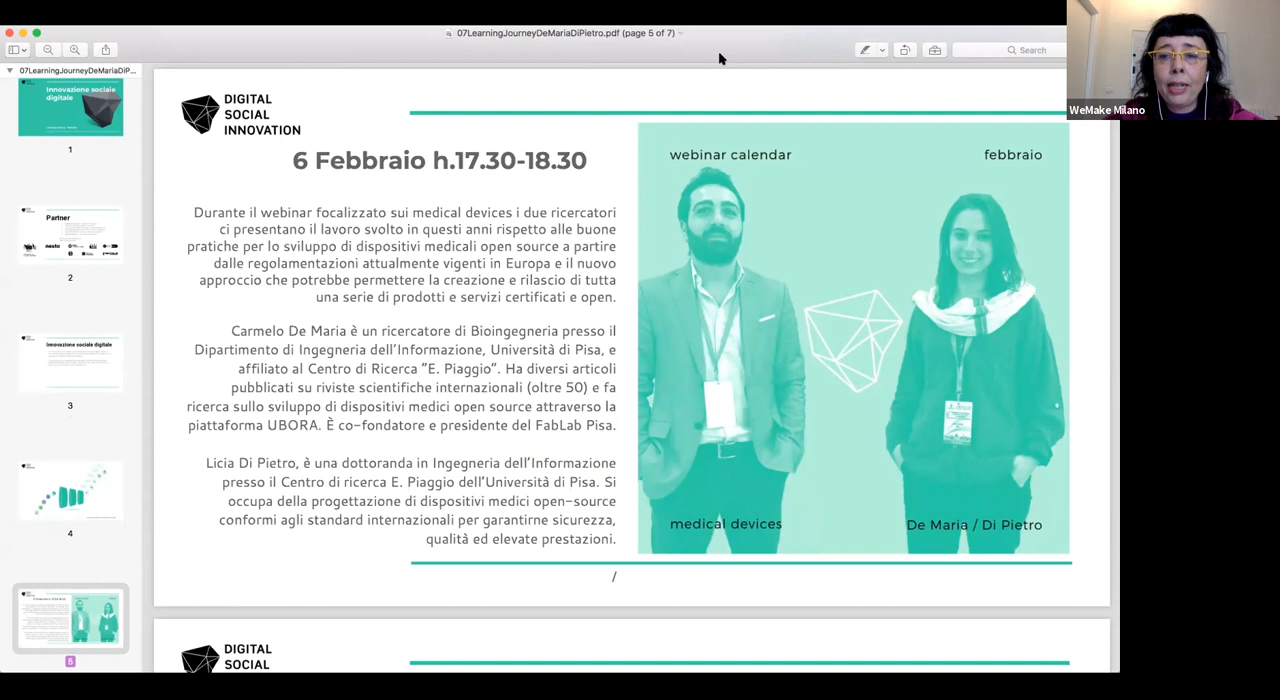 07LearningJourneyDeMariaDiPietro.pdf (page 5 of 7)
Search
WeMake Milano
07LearningJourneyDeMariaDiP...
Innovazione sociale
digitale
1
Partner
nesta
2
Innovazione sociale digitale
3
4
5
DIGITAL
SOCIAL
INNOVATION
6 Febbraio h.17.30-18.30
Durante il webinar focalizzato sui medical devices i due ricercatori
ci presentano il lavoro svolto in questi anni rispetto alle buone
pratiche per lo sviluppo di dispositivi medicali open source a partire
dalle regolamentazioni attualmente vigenti in Europa e il nuovo
approccio che potrebbe permettere la creazione e rilascio di tutta
una serie di prodotti e servizi certificati e open.
Carmelo De Maria è un ricercatore di Bioingegneria presso il
Dipartimento di Ingegneria dell'Informazione, Università di Pisa, e
affiliato al Centro di Ricerca "E. Piaggio". Ha diversi articoli
pubblicati su riviste scientifiche internazionali (oltre 50) e fa
ricerca sullo sviluppo di dispositivi medici open source attraverso la
piattaforma UBORA. È co-fondatore e presidente del FabLab Pisa.
Licia Di Pietro, è una dottoranda in Ingegneria dell'Informazione
presso il Centro di ricerca E. Piaggio dell'Università di Pisa. Si
occupa della progettazione di dispositivi medici open-source
conformi agli standard internazionali per garantirne sicurezza,
qualità ed elevate prestazioni.
webinar calendar
febbraio
medical devices
De Maria / Di Pietro
/
DIGITAL
SOCIAL